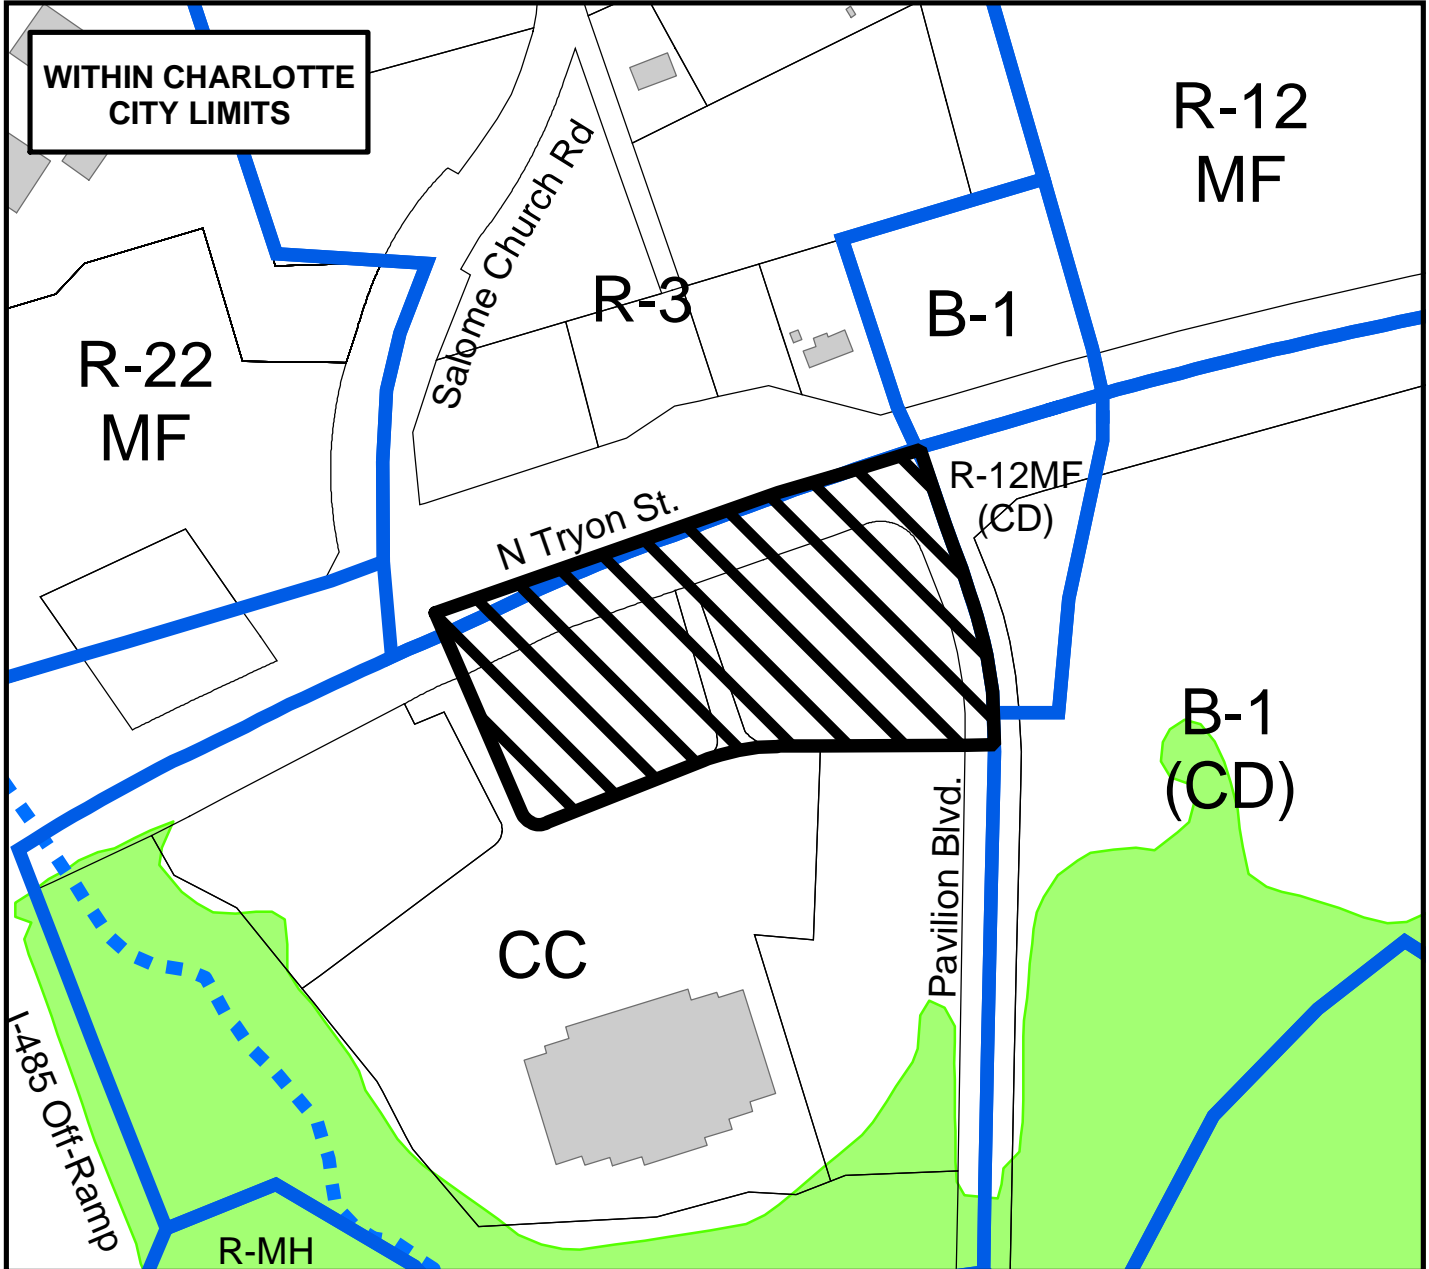 WITHIN CHARLOTTE
CITY LIMITS
R-12
MF
Salome Church Rd
R-3
B-1
R-22
MF
R-12MF
(CD)
N Tryon St.
B-1
(CD)
Pavilion Blvd.
CC
I-485 Off-Ramp
R-MH